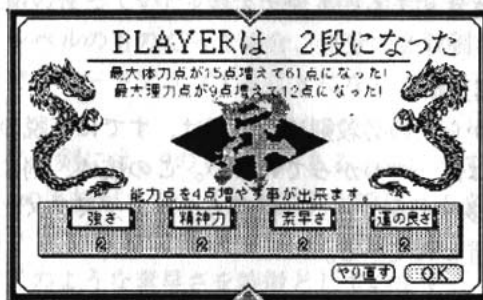 PLAYERは 2段になった
最大体力点が15点増えて61点になった!
最大理力点が9点増えて12点になった!
昇
能力点を4点増やす事が出来ます。
強さ 精神力 素早さ 運の良さ
2 2 2 2
やり直す OK